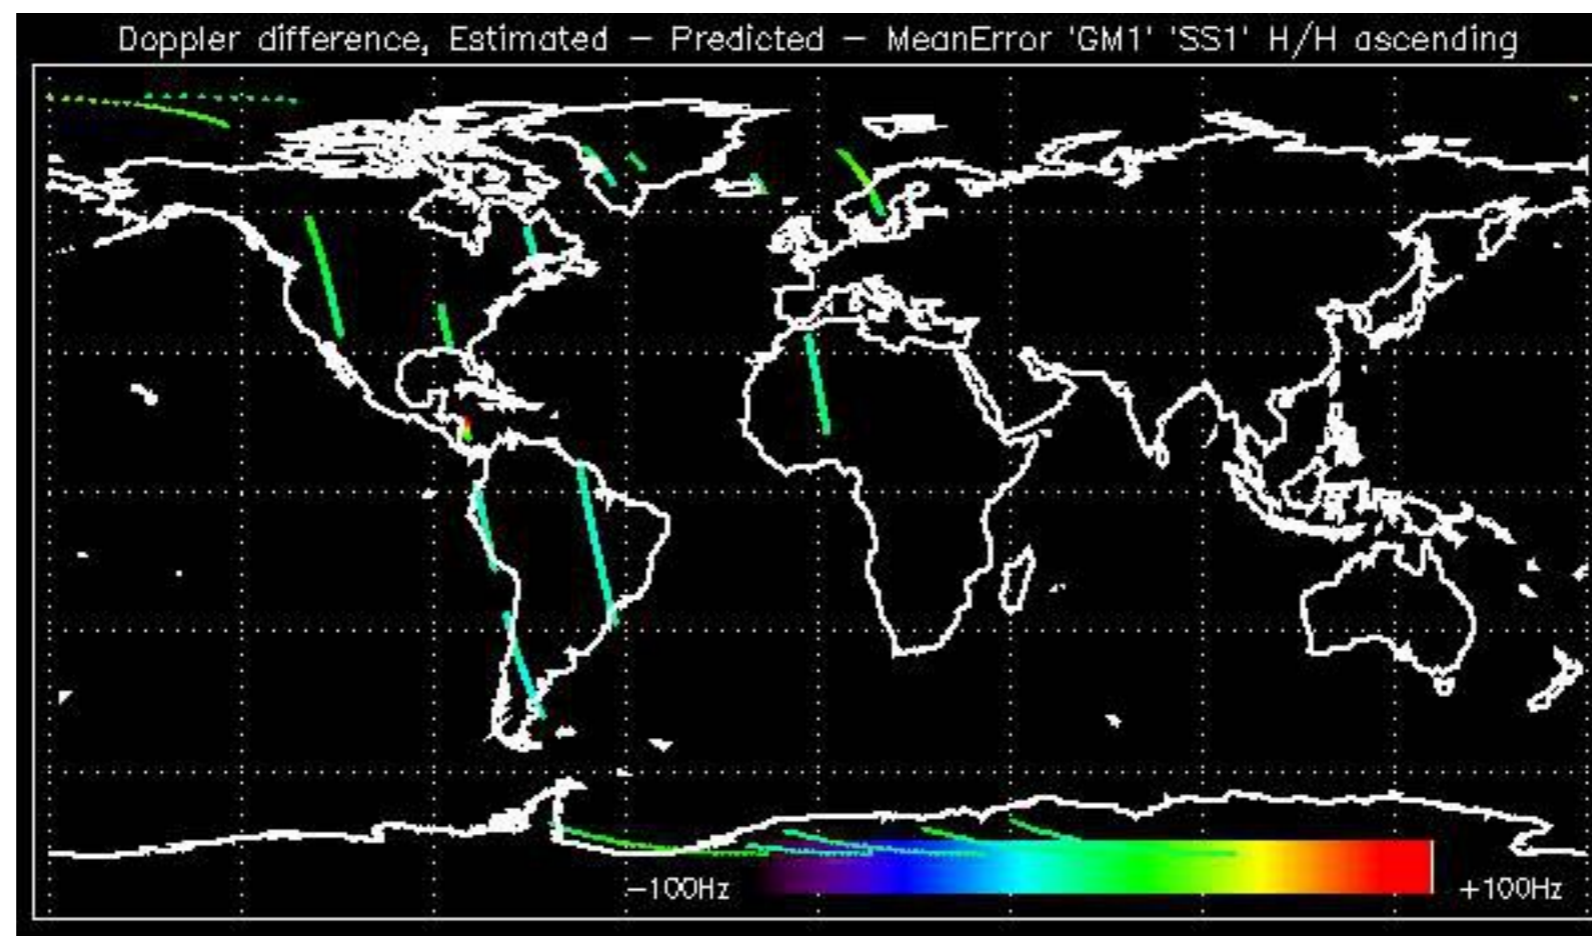 Doppler difference, Estimated − Predicted − MeanError 'GM1' 'SS1' H/H ascending
−100Hz
+100Hz